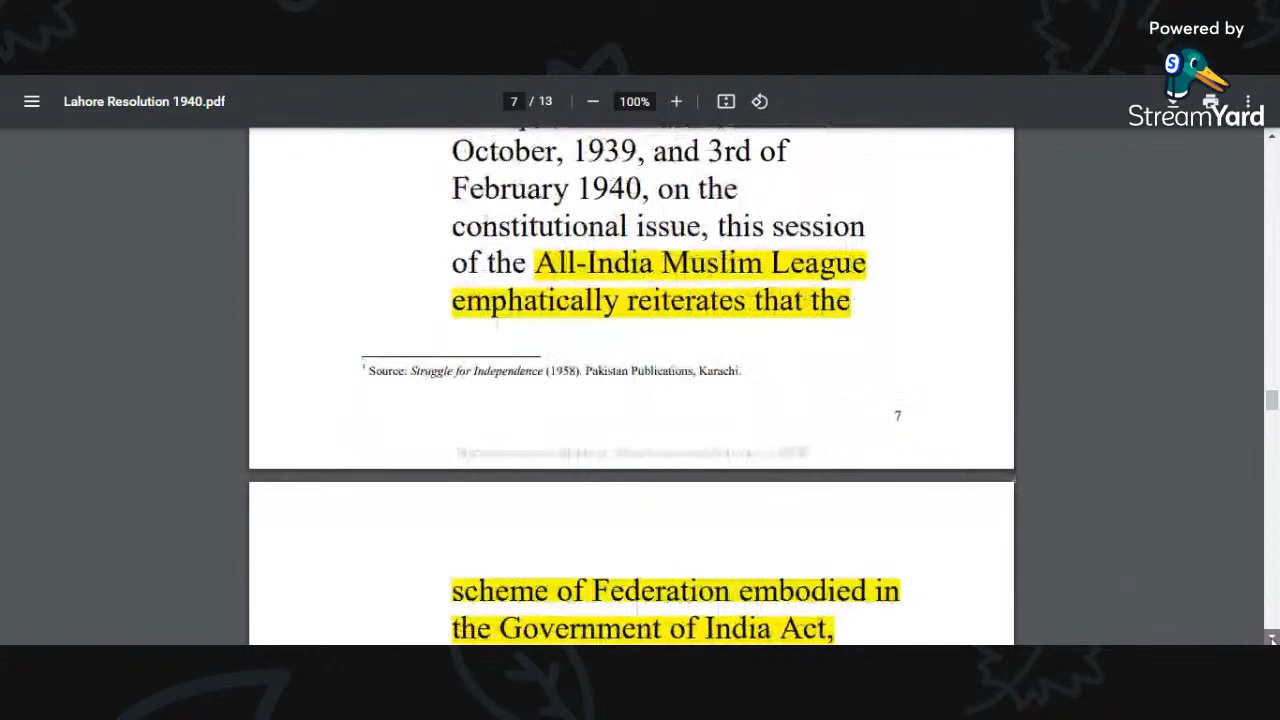 Powered by
StreamYard
Lahore Resolution 1940.pdf
7 / 13
100%
October, 1939, and 3rd of
February 1940, on the
constitutional issue, this session
of the All-India Muslim League
emphatically reiterates that the
1 Source: Struggle for Independence (1958). Pakistan Publications, Karachi.
7
scheme of Federation embodied in
the Government of India Act,